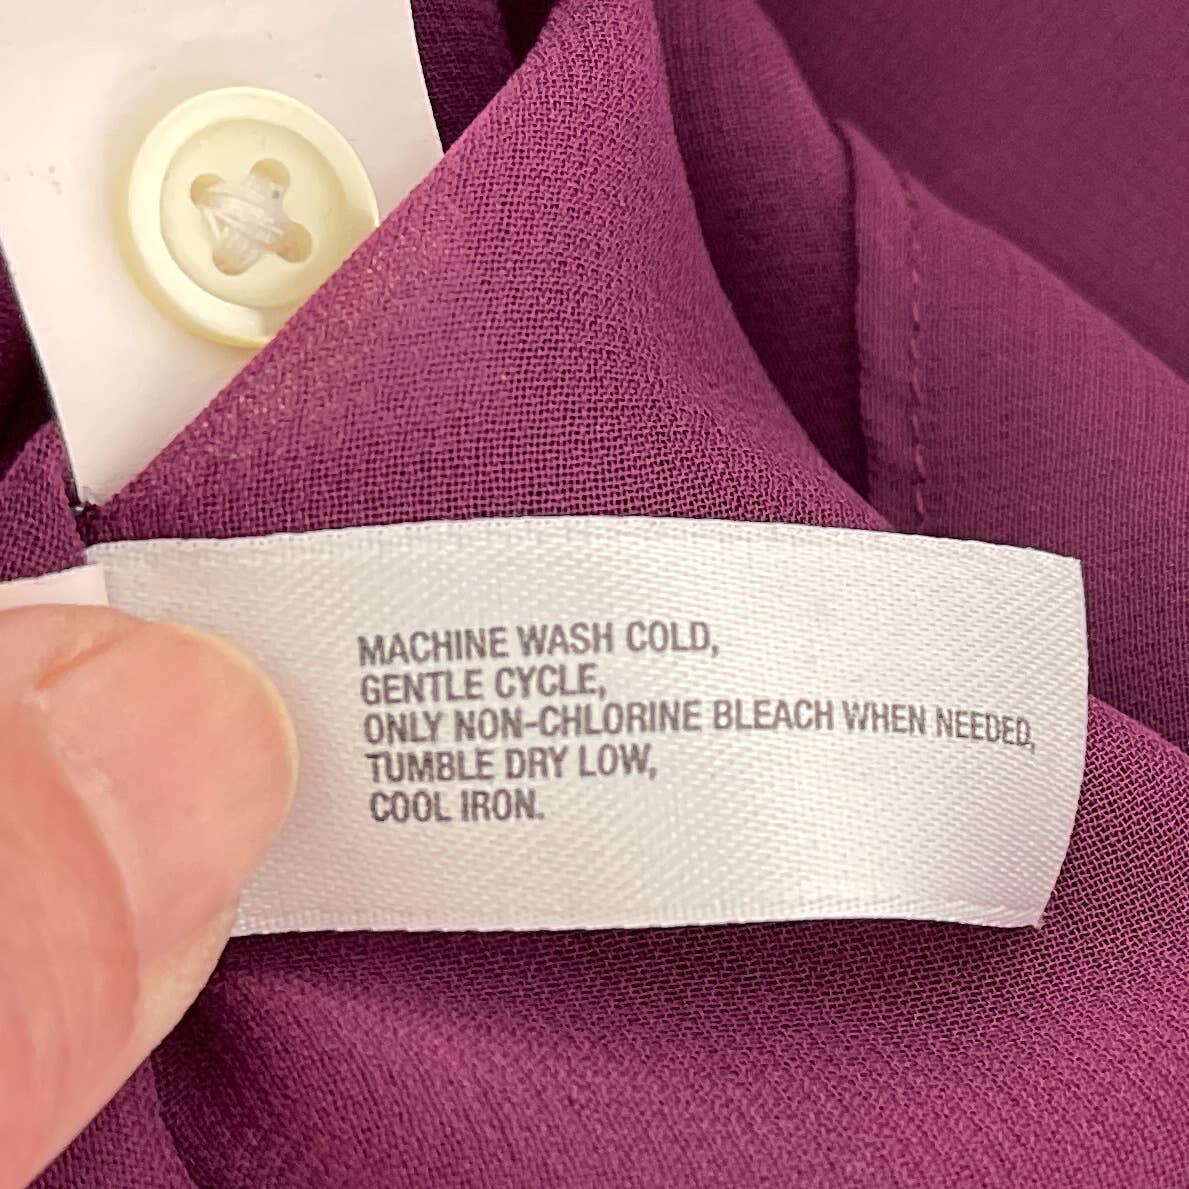 MACHINE WASH COLD,
GENTLE CYCLE,
ONLY NON-CHLORINE BLEACH WHEN NEEDED,
TUMBLE DRY LOW,
COOL IRON.